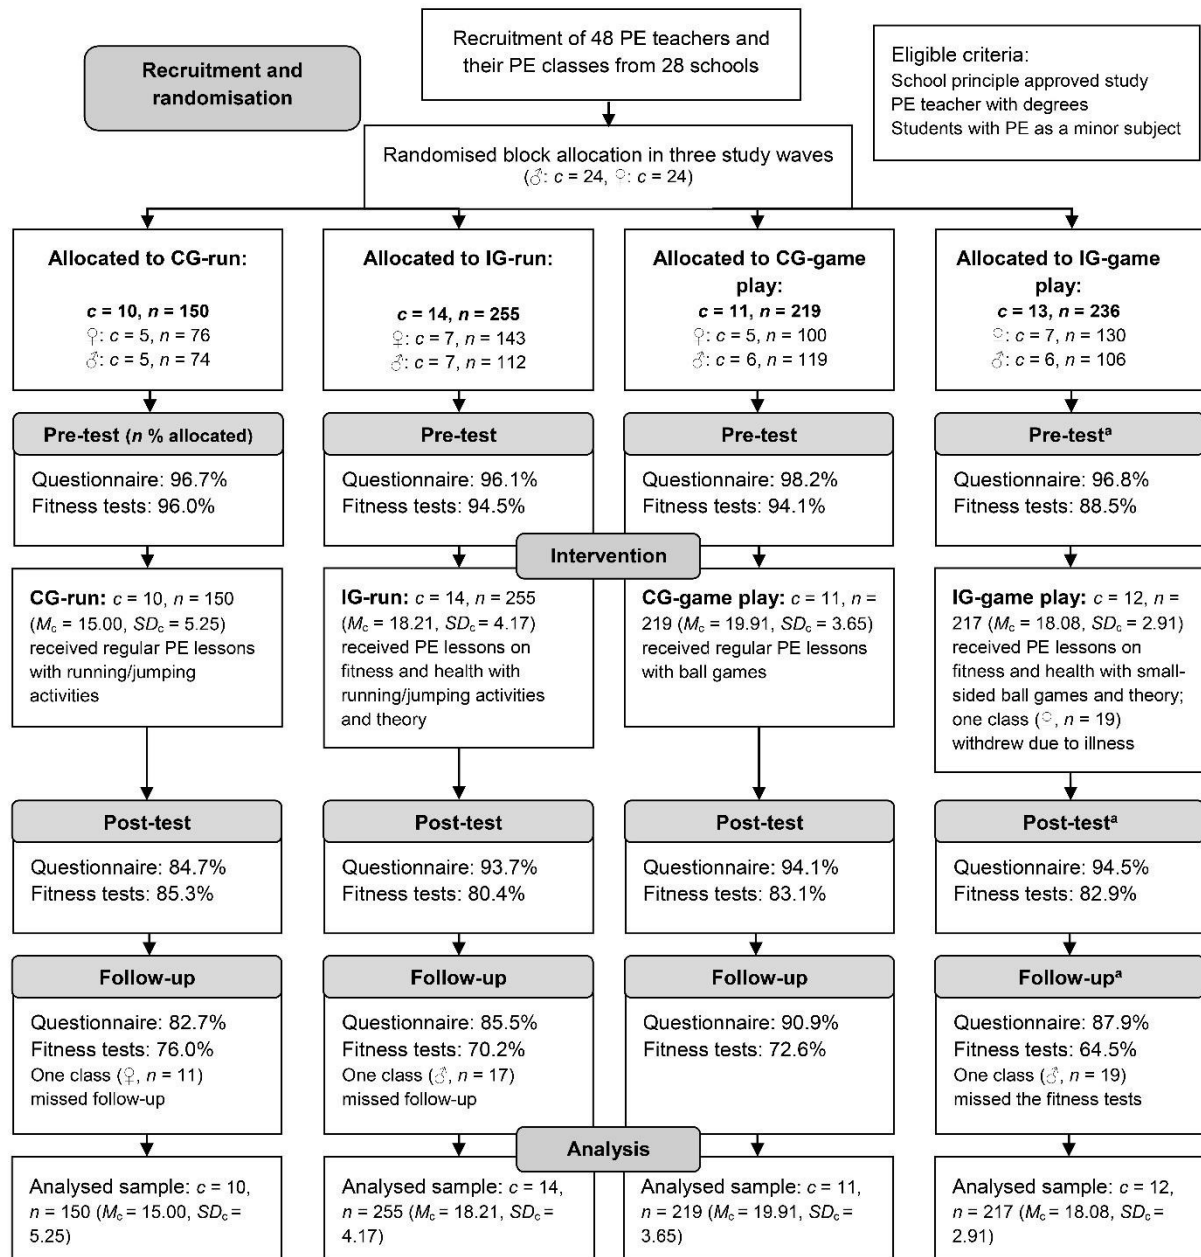 Recruitment and
randomisation
Recruitment of 48 PE teachers and
their PE classes from 28 schools
Eligible criteria:
School principle approved study
PE teacher with degrees
Students with PE as a minor subject
Randomised block allocation in three study waves
(♂: c = 24, ♀: c = 24)
Allocated to CG-run:
c = 10, n = 150
♀: c = 5, n = 76
♂: c = 5, n = 74
Allocated to IG-run:
c = 14, n = 255
♀: c = 7, n = 143
♂: c = 7, n = 112
Allocated to CG-game
play:
c = 11, n = 219
♀: c = 5, n = 100
♂: c = 6, n = 119
Allocated to IG-game
play:
c = 13, n = 236
♀: c = 7, n = 130
♂: c = 6, n = 106
Pre-test (n % allocated)
Questionnaire: 96.7%
Fitness tests: 96.0%
Pre-test
Questionnaire: 96.1%
Fitness tests: 94.5%
Pre-test
Questionnaire: 98.2%
Fitness tests: 94.1%
Pre-testᵃ
Questionnaire: 96.8%
Fitness tests: 88.5%
Intervention
CG-run: c = 10, n = 150
(Mc = 15.00, SDc = 5.25)
received regular PE lessons
with running/jumping
activities
IG-run: c = 14, n = 255
(Mc = 18.21, SDc = 4.17)
received PE lessons on
fitness and health with
running/jumping activities
and theory
CG-game play: c = 11, n =
219 (Mc = 19.91, SDc = 3.65)
received regular PE lessons
with ball games
IG-game play: c = 12, n =
217 (Mc = 18.08, SDc = 2.91)
received PE lessons on
fitness and health with small-
sided ball games and theory;
one class (♀, n = 19)
withdrew due to illness
Post-test
Questionnaire: 84.7%
Fitness tests: 85.3%
Post-test
Questionnaire: 93.7%
Fitness tests: 80.4%
Post-test
Questionnaire: 94.1%
Fitness tests: 83.1%
Post-testᵃ
Questionnaire: 94.5%
Fitness tests: 82.9%
Follow-up
Questionnaire: 82.7%
Fitness tests: 76.0%
One class (♀, n = 11)
missed follow-up
Follow-up
Questionnaire: 85.5%
Fitness tests: 70.2%
One class (♂, n = 17)
missed follow-up
Follow-up
Questionnaire: 90.9%
Fitness tests: 72.6%
Follow-upᵃ
Questionnaire: 87.9%
Fitness tests: 64.5%
One class (♂, n = 19)
missed the fitness tests
Analysis
Analysed sample: c = 10,
n = 150 (Mc = 15.00, SDc =
5.25)
Analysed sample: c = 14,
n = 255 (Mc = 18.21, SDc =
4.17)
Analysed sample: c = 11,
n = 219 (Mc = 19.91, SDc =
3.65)
Analysed sample: c = 12,
n = 217 (Mc = 18.08, SDc =
2.91)